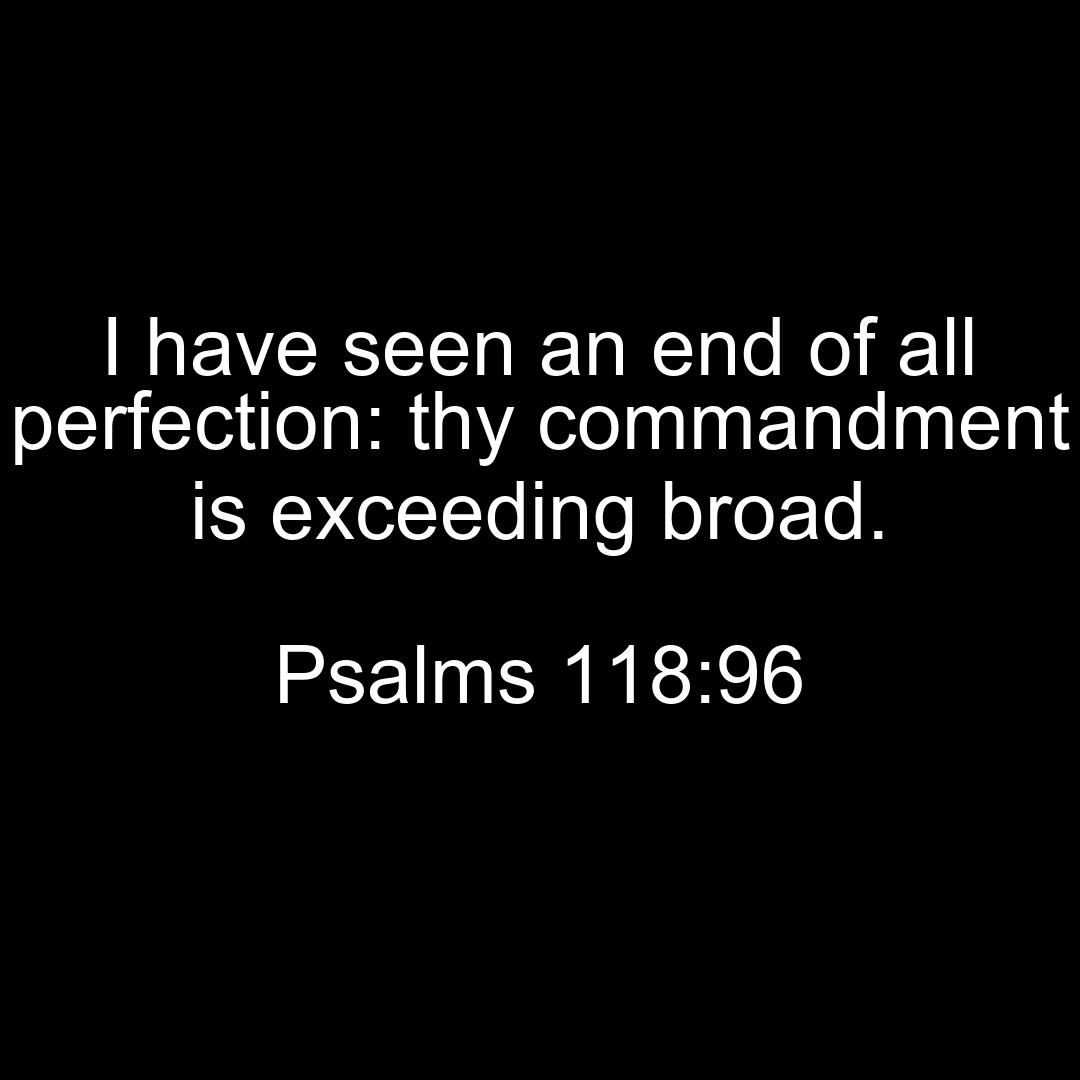 I have seen an end of all
perfection: thy commandment
is exceeding broad.
Psalms 118:96